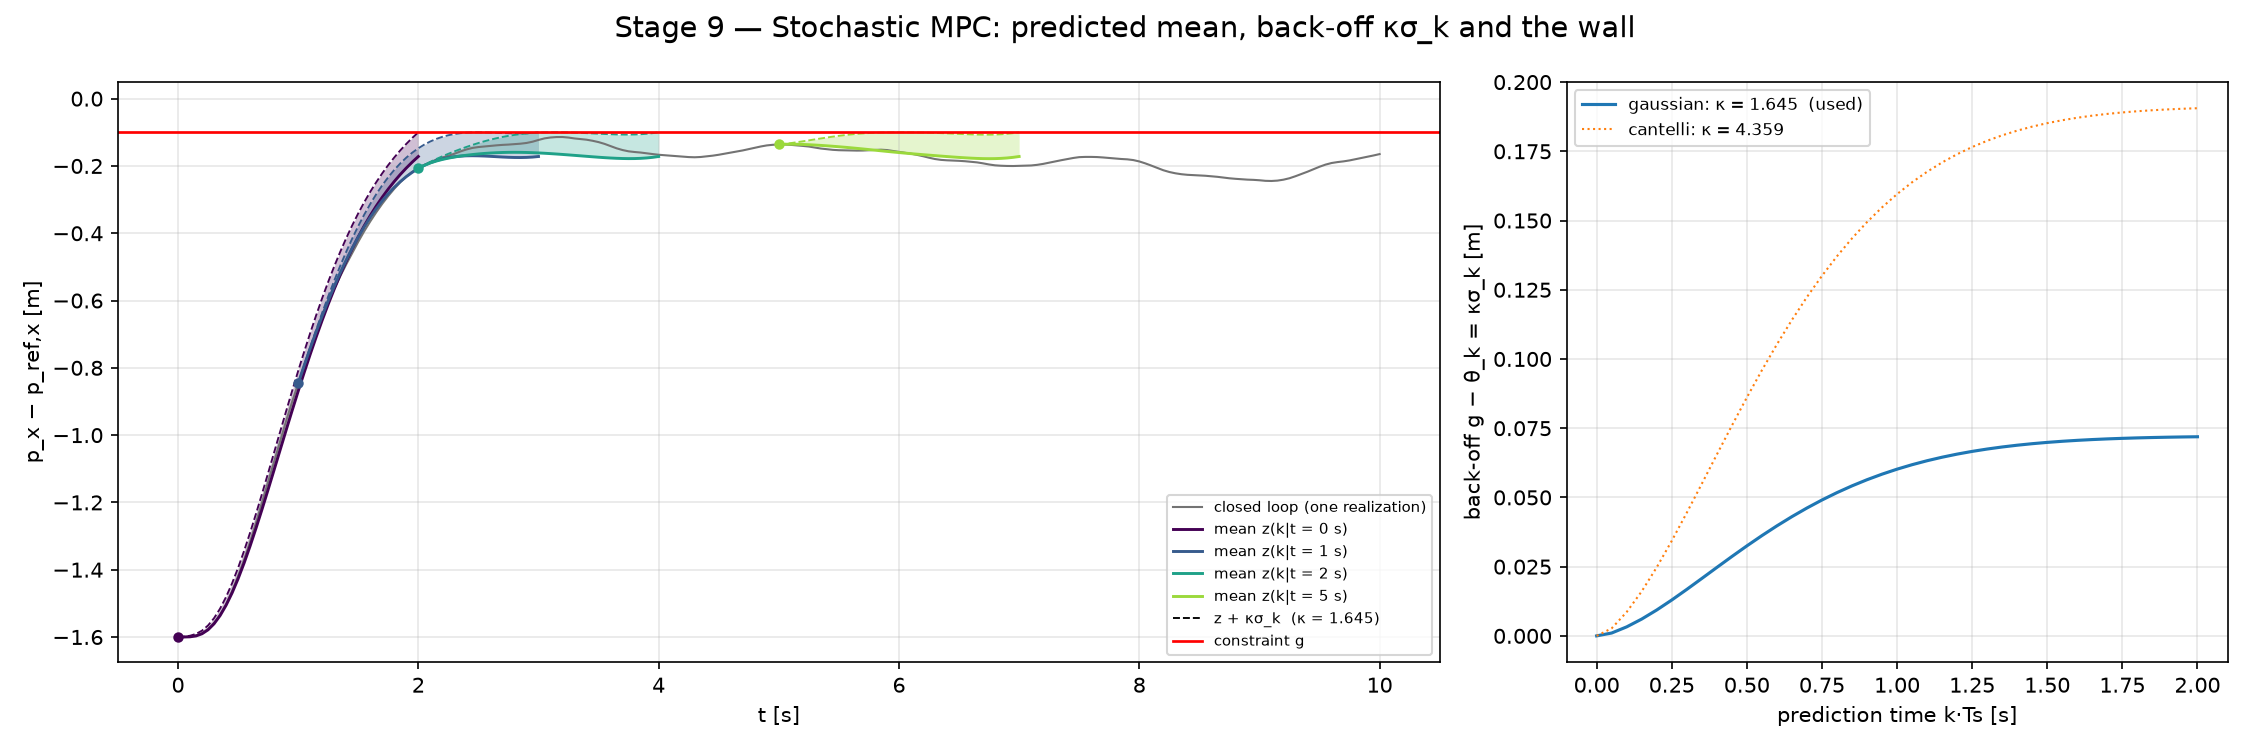 Stage 9 — Stochastic MPC: predicted mean, back-off κσ_k and the wall
p_x − p_ref,x [m]
0.0
−0.2
−0.4
−0.6
−0.8
−1.0
−1.2
−1.4
−1.6
0
2
4
6
8
10
t [s]
closed loop (one realization)
mean z(k|t = 0 s)
mean z(k|t = 1 s)
mean z(k|t = 2 s)
mean z(k|t = 5 s)
z + κσ_k  (κ = 1.645)
constraint g
back-off g − θ_k = κσ_k [m]
0.200
0.175
0.150
0.125
0.100
0.075
0.050
0.025
0.000
0.00
0.25
0.50
0.75
1.00
1.25
1.50
1.75
2.00
prediction time k·Ts [s]
gaussian: κ = 1.645  (used)
cantelli: κ = 4.359